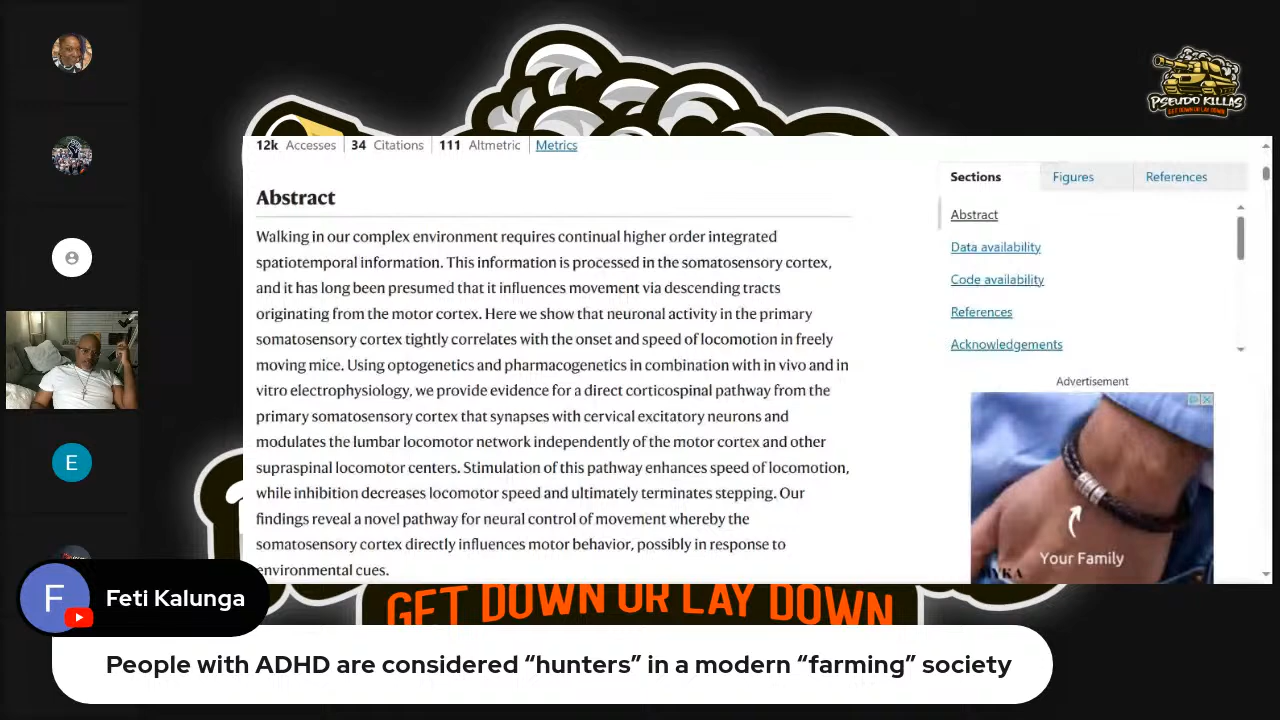 PSEUDO KILLAS
GET DOWN OR LAY DOWN
12k Accesses | 34 Citations | 111 Altmetric | Metrics
Abstract
Walking in our complex environment requires continual higher order integrated
spatiotemporal information. This information is processed in the somatosensory cortex,
and it has long been presumed that it influences movement via descending tracts
originating from the motor cortex. Here we show that neuronal activity in the primary
somatosensory cortex tightly correlates with the onset and speed of locomotion in freely
moving mice. Using optogenetics and pharmacogenetics in combination with in vivo and in
vitro electrophysiology, we provide evidence for a direct corticospinal pathway from the
primary somatosensory cortex that synapses with cervical excitatory neurons and
modulates the lumbar locomotor network independently of the motor cortex and other
supraspinal locomotor centers. Stimulation of this pathway enhances speed of locomotion,
while inhibition decreases locomotor speed and ultimately terminates stepping. Our
findings reveal a novel pathway for neural control of movement whereby the
somatosensory cortex directly influences motor behavior, possibly in response to
environmental cues.
Sections Figures References
Abstract
Data availability
Code availability
References
Acknowledgements
Advertisement
Your Family
MYKA
E
GET DOWN OR LAY DOWN
F
Feti Kalunga
People with ADHD are considered “hunters” in a modern “farming” society